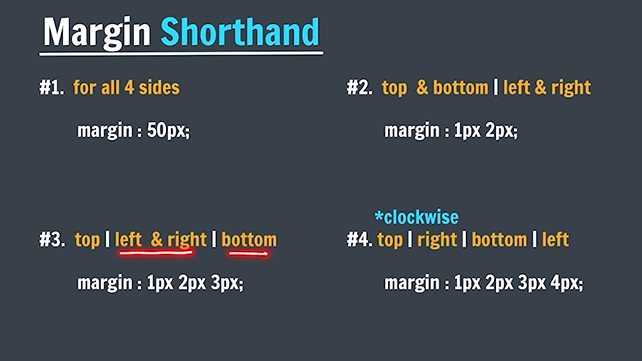 Margin Shorthand
#1. for all 4 sides
margin : 50px;
#2. top & bottom | left & right
margin : 1px 2px;
#3. top | left & right | bottom
margin : 1px 2px 3px;
*clockwise
#4. top | right | bottom | left
margin : 1px 2px 3px 4px;